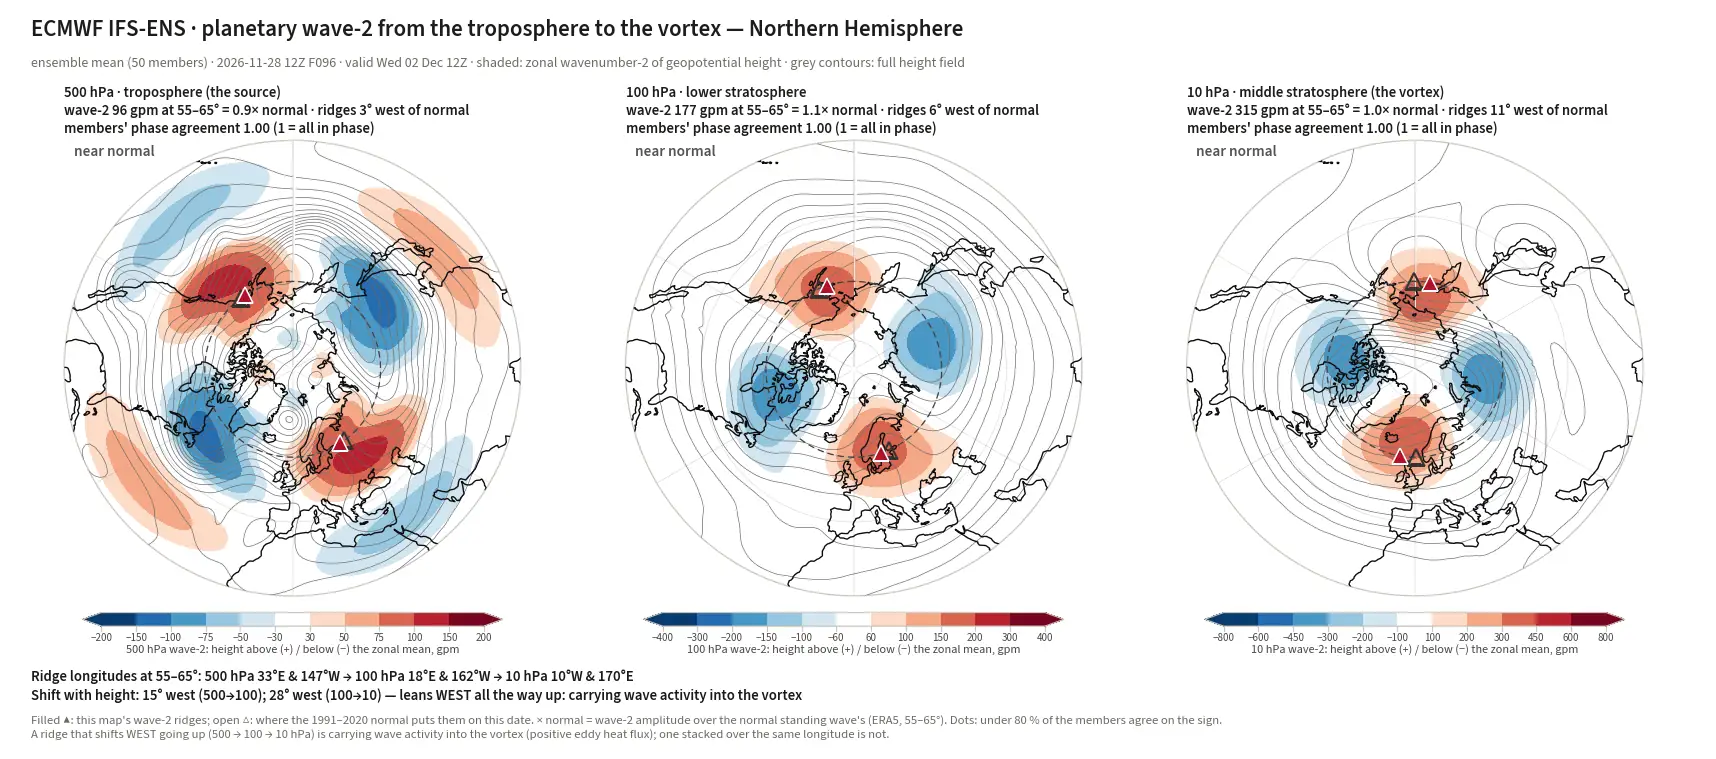 ECMWF IFS-ENS · planetary wave-2 from the troposphere to the vortex — Northern Hemisphere
ensemble mean (50 members) · 2026-11-28 12Z F096 · valid Wed 02 Dec 12Z · shaded: zonal wavenumber-2 of geopotential height · grey contours: full height field
500 hPa · troposphere (the source)
wave-2 96 gpm at 55–65° = 0.9× normal · ridges 3° west of normal
members' phase agreement 1.00 (1 = all in phase)
near normal
100 hPa · lower stratosphere
wave-2 177 gpm at 55–65° = 1.1× normal · ridges 6° west of normal
members' phase agreement 1.00 (1 = all in phase)
near normal
10 hPa · middle stratosphere (the vortex)
wave-2 315 gpm at 55–65° = 1.0× normal · ridges 11° west of normal
members' phase agreement 1.00 (1 = all in phase)
near normal
−200 −150 −100 −75 −50 −30 30 50 75 100 150 200
500 hPa wave-2: height above (+) / below (−) the zonal mean, gpm
−400 −300 −200 −150 −100 −60 60 100 150 200 300 400
100 hPa wave-2: height above (+) / below (−) the zonal mean, gpm
−800 −600 −450 −300 −200 −100 100 200 300 450 600 800
10 hPa wave-2: height above (+) / below (−) the zonal mean, gpm
Ridge longitudes at 55–65°: 500 hPa 33°E & 147°W → 100 hPa 18°E & 162°W → 10 hPa 10°W & 170°E
Shift with height: 15° west (500→100); 28° west (100→10) — leans WEST all the way up: carrying wave activity into the vortex
Filled ▲: this map's wave-2 ridges; open △: where the 1991–2020 normal puts them on this date. × normal = wave-2 amplitude over the normal standing wave's (ERA5, 55–65°). Dots: under 80 % of the members agree on the sign.
A ridge that shifts WEST going up (500 → 100 → 10 hPa) is carrying wave activity into the vortex (positive eddy heat flux); one stacked over the same longitude is not.